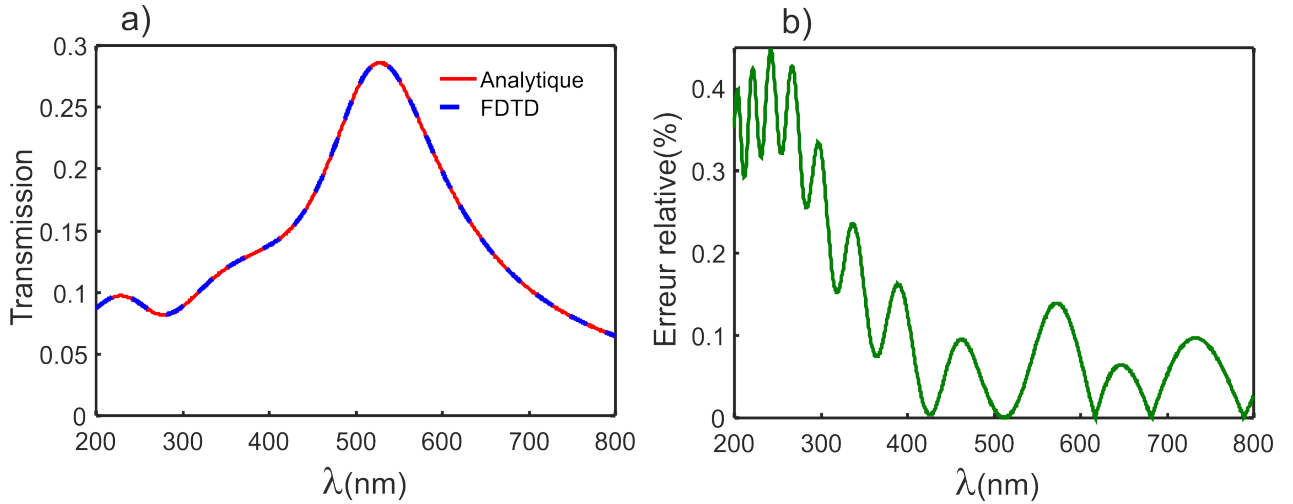 a)
Transmission
0.3
0.25
0.2
0.15
0.1
0.05
0
200 300 400 500 600 700 800
λ(nm)
Analytique
FDTD
b)
Erreur relative(%)
0.4
0.3
0.2
0.1
0
200 300 400 500 600 700 800
λ(nm)